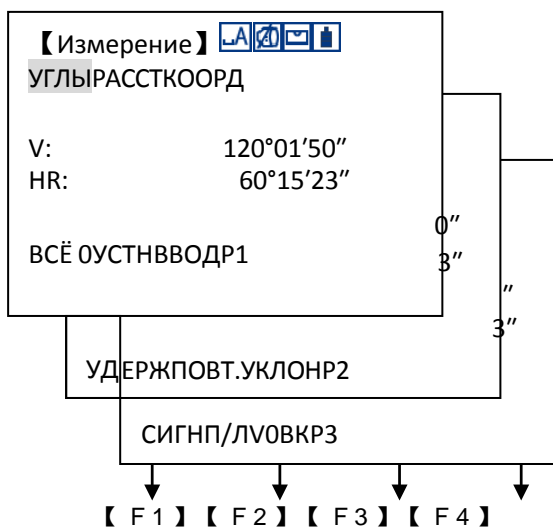 【Измерение】
УГЛЫРАССТКООРД
V: 120°01′50″
HR: 60°15′23″
0″
ВСЁ 0УСТНВВОДР1
3″
″
3″
УДЕРЖПОВТ.УКЛОНР2
СИГНП/ЛV0ВКР3
【 F1 】【 F2 】【 F3 】【 F4 】